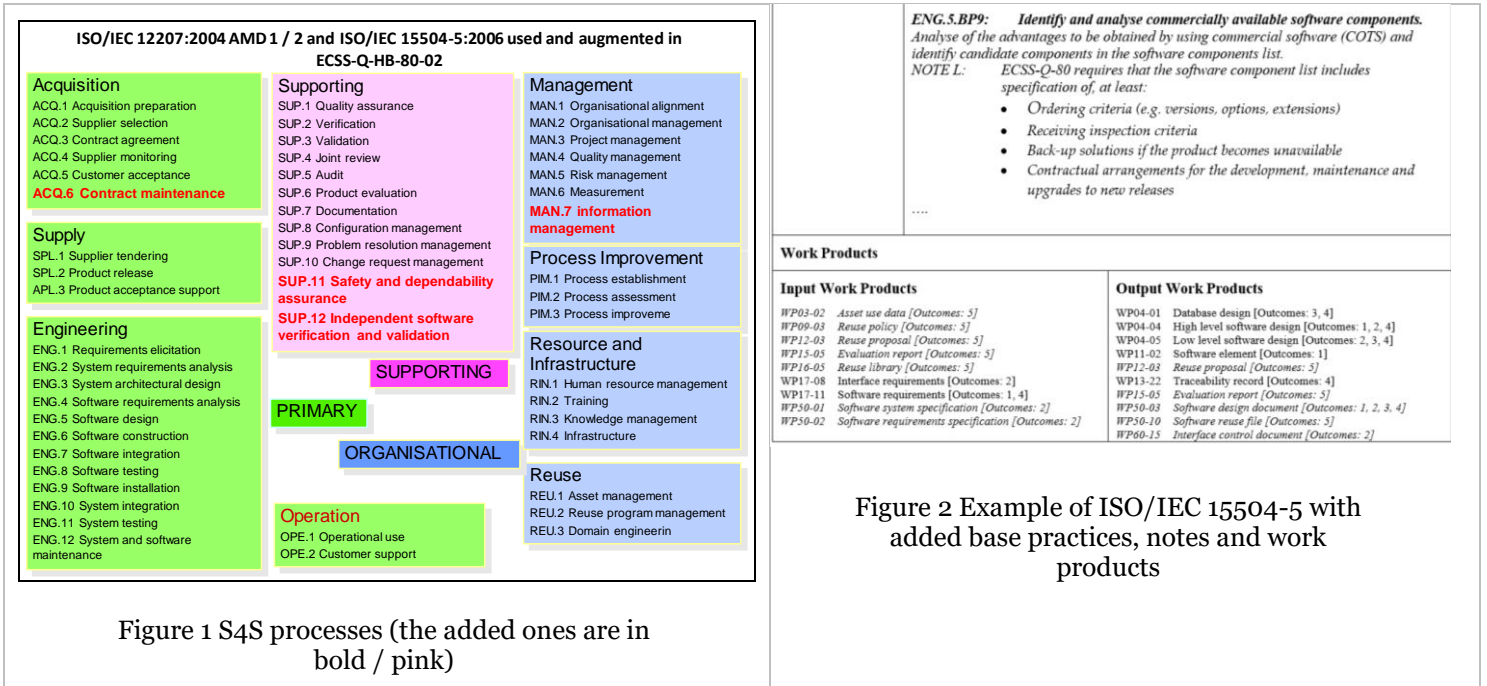 ISO/IEC 12207:2004 AMD 1 / 2 and ISO/IEC 15504-5:2006 used and augmented in
ECSS-Q-HB-80-02
Acquisition
ACQ.1 Acquisition preparation
ACQ.2 Supplier selection
ACQ.3 Contract agreement
ACQ.4 Supplier monitoring
ACQ.5 Customer acceptance
ACQ.6 Contract maintenance
Supply
SPL.1 Supplier tendering
SPL.2 Product release
APL.3 Product acceptance support
Engineering
ENG.1 Requirements elicitation
ENG.2 System requirements analysis
ENG.3 System architectural design
ENG.4 Software requirements analysis
ENG.5 Software design
ENG.6 Software construction
ENG.7 Software integration
ENG.8 Software testing
ENG.9 Software installation
ENG.10 System integration
ENG.11 System testing
ENG.12 System and software
maintenance
Supporting
SUP.1 Quality assurance
SUP.2 Verification
SUP.3 Validation
SUP.4 Joint review
SUP.5 Audit
SUP.6 Product evaluation
SUP.7 Documentation
SUP.8 Configuration management
SUP.9 Problem resolution management
SUP.10 Change request management
SUP.11 Safety and dependability
assurance
SUP.12 Independent software
verification and validation
SUPPORTING
PRIMARY
ORGANISATIONAL
Operation
OPE.1 Operational use
OPE.2 Customer support
Management
MAN.1 Organisational alignment
MAN.2 Organisational management
MAN.3 Project management
MAN.4 Quality management
MAN.5 Risk management
MAN.6 Measurement
MAN.7 information
management
Process Improvement
PIM.1 Process establishment
PIM.2 Process assessment
PIM.3 Process improveme
Resource and
Infrastructure
RIN.1 Human resource management
RIN.2 Training
RIN.3 Knowledge management
RIN.4 Infrastructure
Reuse
REU.1 Asset management
REU.2 Reuse program management
REU.3 Domain engineerin
Figure 1 S4S processes (the added ones are in
bold / pink)
ENG.5.BP9: Identify and analyse commercially available software components.
Analyse of the advantages to be obtained by using commercial software (COTS) and
identify candidate components in the software components list.
NOTE L: ECSS-Q-80 requires that the software component list includes
specification of, at least:
• Ordering criteria (e.g. versions, options, extensions)
• Receiving inspection criteria
• Back-up solutions if the product becomes unavailable
• Contractual arrangements for the development, maintenance and
upgrades to new releases
....
Work Products
Input Work Products
WP03-02 Asset use data [Outcomes: 5]
WP09-03 Reuse policy [Outcomes: 5]
WP12-03 Reuse proposal [Outcomes: 5]
WP15-05 Evaluation report [Outcomes: 5]
WP16-05 Reuse library [Outcomes: 5]
WP17-08 Interface requirements [Outcomes: 2]
WP17-11 Software requirements [Outcomes: 1, 4]
WP50-01 Software system specification [Outcomes: 2]
WP50-02 Software requirements specification [Outcomes: 2]
Output Work Products
WP04-01 Database design [Outcomes: 3, 4]
WP04-04 High level software design [Outcomes: 1, 2, 4]
WP04-05 Low level software design [Outcomes: 2, 3, 4]
WP11-02 Software element [Outcomes: 1]
WP12-03 Reuse proposal [Outcomes: 5]
WP13-22 Traceability record [Outcomes: 4]
WP15-05 Evaluation report [Outcomes: 5]
WP50-03 Software design document [Outcomes: 1, 2, 3, 4]
WP50-10 Software reuse file [Outcomes: 5]
WP60-15 Interface control document [Outcomes: 2]
Figure 2 Example of ISO/IEC 15504-5 with
added base practices, notes and work
products